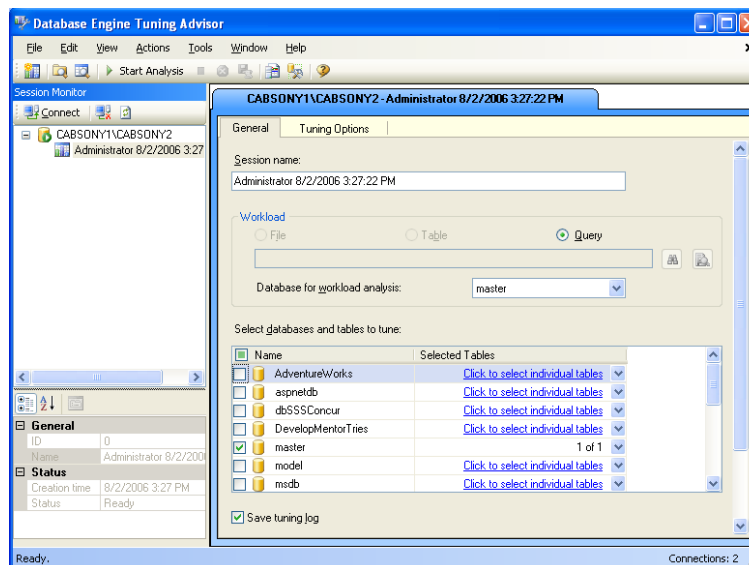 Database Engine Tuning Advisor
File Edit View Actions Tools Window Help
Start Analysis
Session Monitor
Connect
CABSONY1\CABSONY2
Administrator 8/2/2006 3:27
General
ID 0
Name Administrator 8/2/200
Status
Creation time 8/2/2006 3:27 PM
Status Ready
CABSONY1\CABSONY2 - Administrator 8/2/2006 3:27:22 PM
General Tuning Options
Session name:
Administrator 8/2/2006 3:27:22 PM
Workload
File Table Query
Database for workload analysis: master
Select databases and tables to tune:
Name Selected Tables
AdventureWorks Click to select individual tables
aspnetdb Click to select individual tables
dbSSSConcur Click to select individual tables
DevelopMentorTries Click to select individual tables
master 1 of 1
model Click to select individual tables
msdb Click to select individual tables
Save tuning log
Ready. Connections: 2